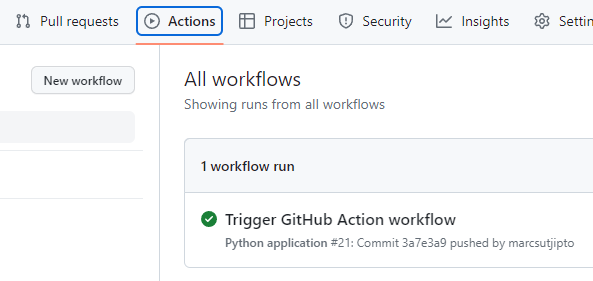 Pull requests Actions Projects Security Insights Settin
New workflow
All workflows
Showing runs from all workflows
1 workflow run
Trigger GitHub Action workflow
Python application #21: Commit 3a7e3a9 pushed by marcsutjipto